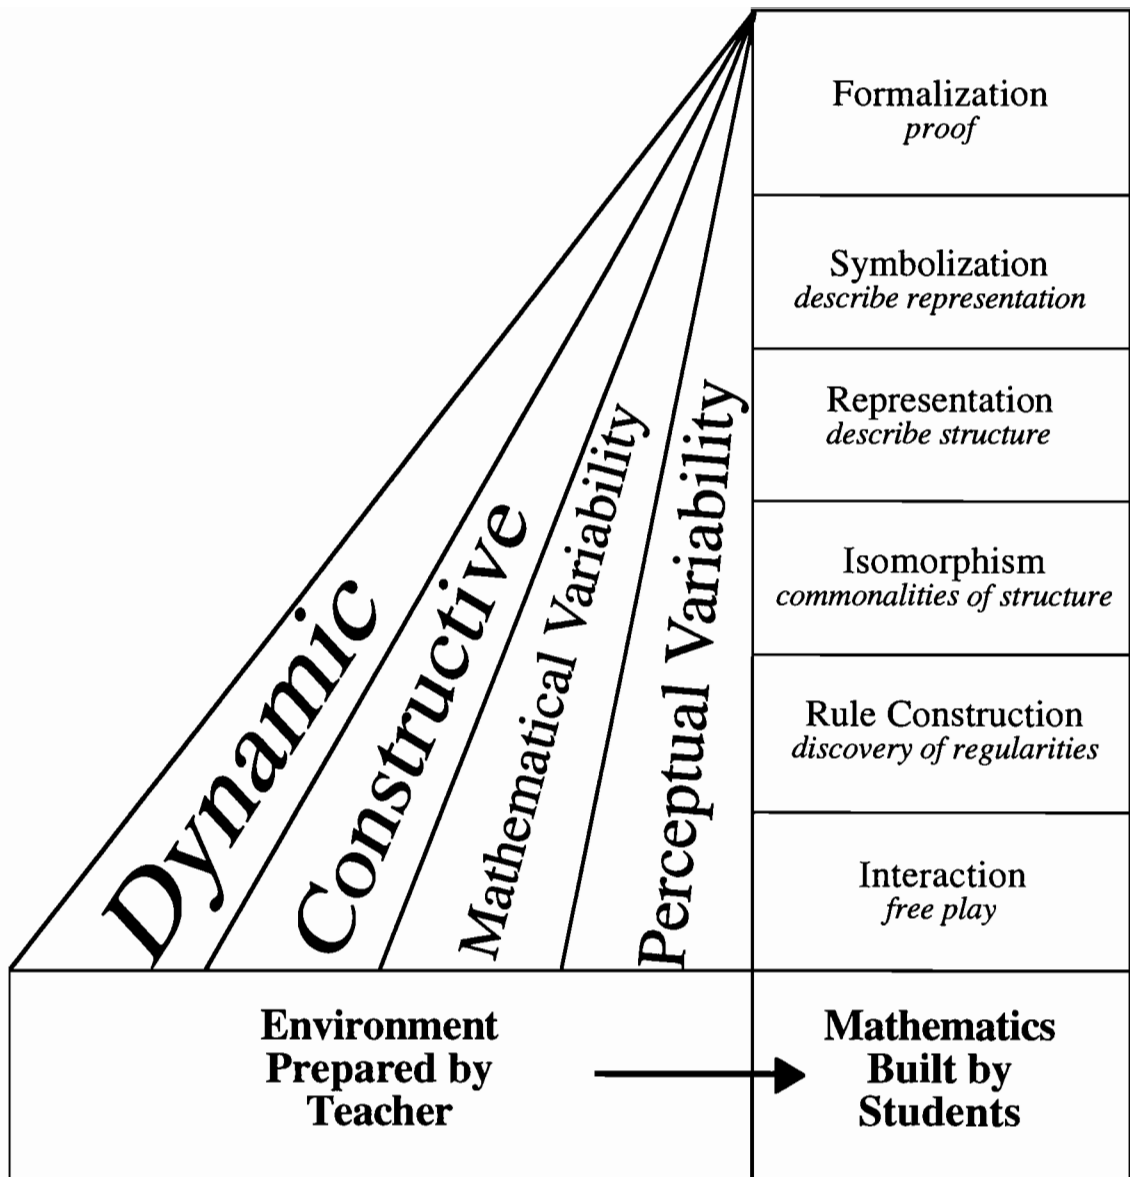 Formalization
proof
Symbolization
describe representation
Representation
describe structure
Isomorphism
commonalities of structure
Rule Construction
discovery of regularities
Interaction
free play
Dynamic
Constructive
Mathematical Variability
Perceptual Variability
Environment
Prepared by
Teacher
Mathematics
Built by
Students